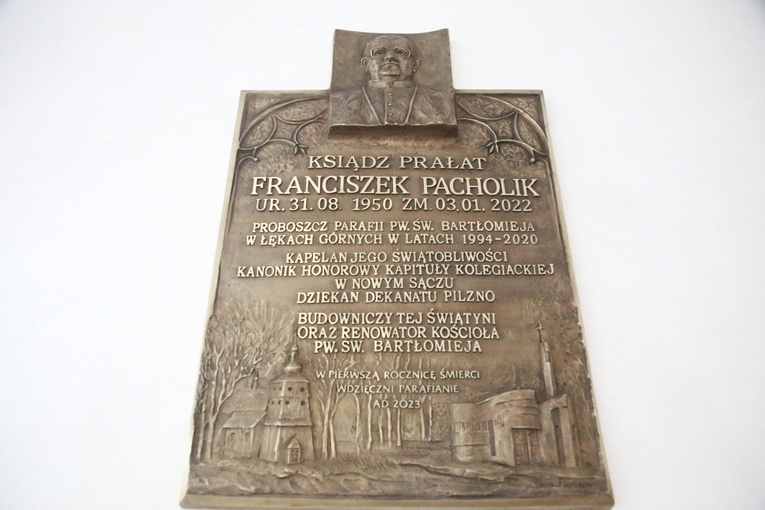 KSIĄDZ PRAŁAT
FRANCISZEK PACHOLIK
UR. 31. 08. 1950 ZM. 03. 01. 2022
PROBOSZCZ PARAFII PW. ŚW. BARTŁOMIEJA
W ŁĘKACH GÓRNYCH W LATACH 1994-2020
KAPELAN JEGO ŚWIĄTOBLIWOŚCI
KANONIK HONOROWY KAPITUŁY KOLEGIACKIEJ
W NOWYM SĄCZU
DZIEKAN DEKANATU PILZNO
BUDOWNICZY TEJ ŚWIĄTYNI
ORAZ RENOWATOR KOŚCIOŁA
PW. ŚW. BARTŁOMIEJA
W PIERWSZĄ ROCZNICĘ ŚMIERCI
WDZIĘCZNI PARAFIANIE
AD 2023